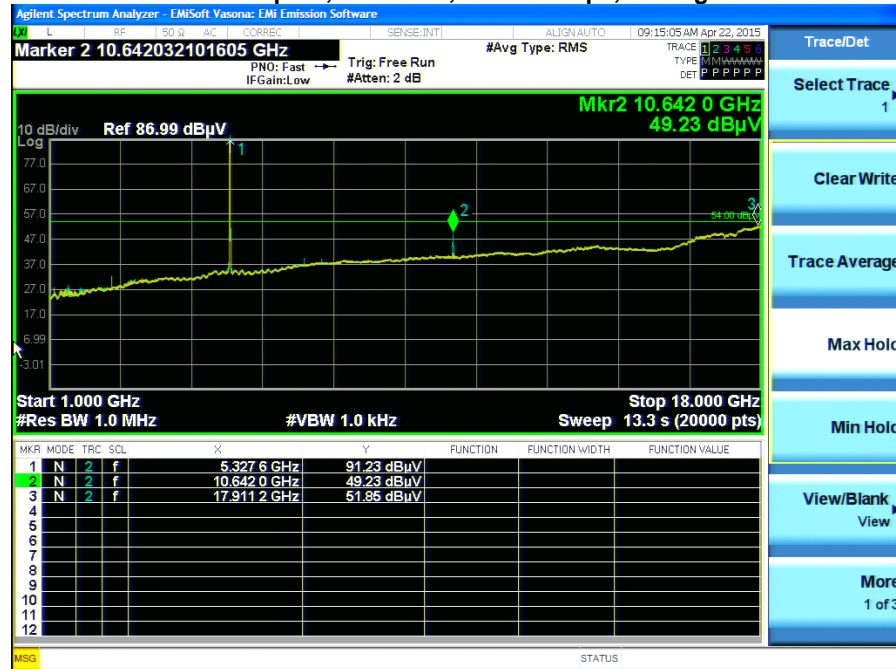 Agilent Spectrum Analyzer - EMiSoft Vasona: EMi Emission Software
LXI L RF 50 Ω AC CORREC SENSE:INT ALIGN AUTO 09:15:05 AM Apr 22, 2015
Marker 2 10.642032101605 GHz
PNO: Fast
IFGain:Low
Trig: Free Run
#Atten: 2 dB
#Avg Type: RMS
TRACE 1 2 3 4 5 6
TYPE MMWWWW
DET P P P P P P
Mkr2 10.642 0 GHz
49.23 dBµV
10 dB/div Ref 86.99 dBµV
Log
77.0
67.0
57.0
47.0
37.0
27.0
17.0
6.99
-3.01
1
2
3
54.00 dBµV
Start 1.000 GHz Stop 18.000 GHz
#Res BW 1.0 MHz #VBW 1.0 kHz Sweep 13.3 s (20000 pts)
MKR MODE TRC SCL X Y FUNCTION FUNCTION WIDTH FUNCTION VALUE
1 N 2 f 5.327 6 GHz 91.23 dBµV
2 N 2 f 10.642 0 GHz 49.23 dBµV
3 N 2 f 17.911 2 GHz 51.85 dBµV
4
5
6
7
8
9
10
11
12
MSG STATUS
Trace/Det
Select Trace
1
Clear Write
Trace Average
Max Hold
Min Hold
View/Blank
View
More
1 of 3